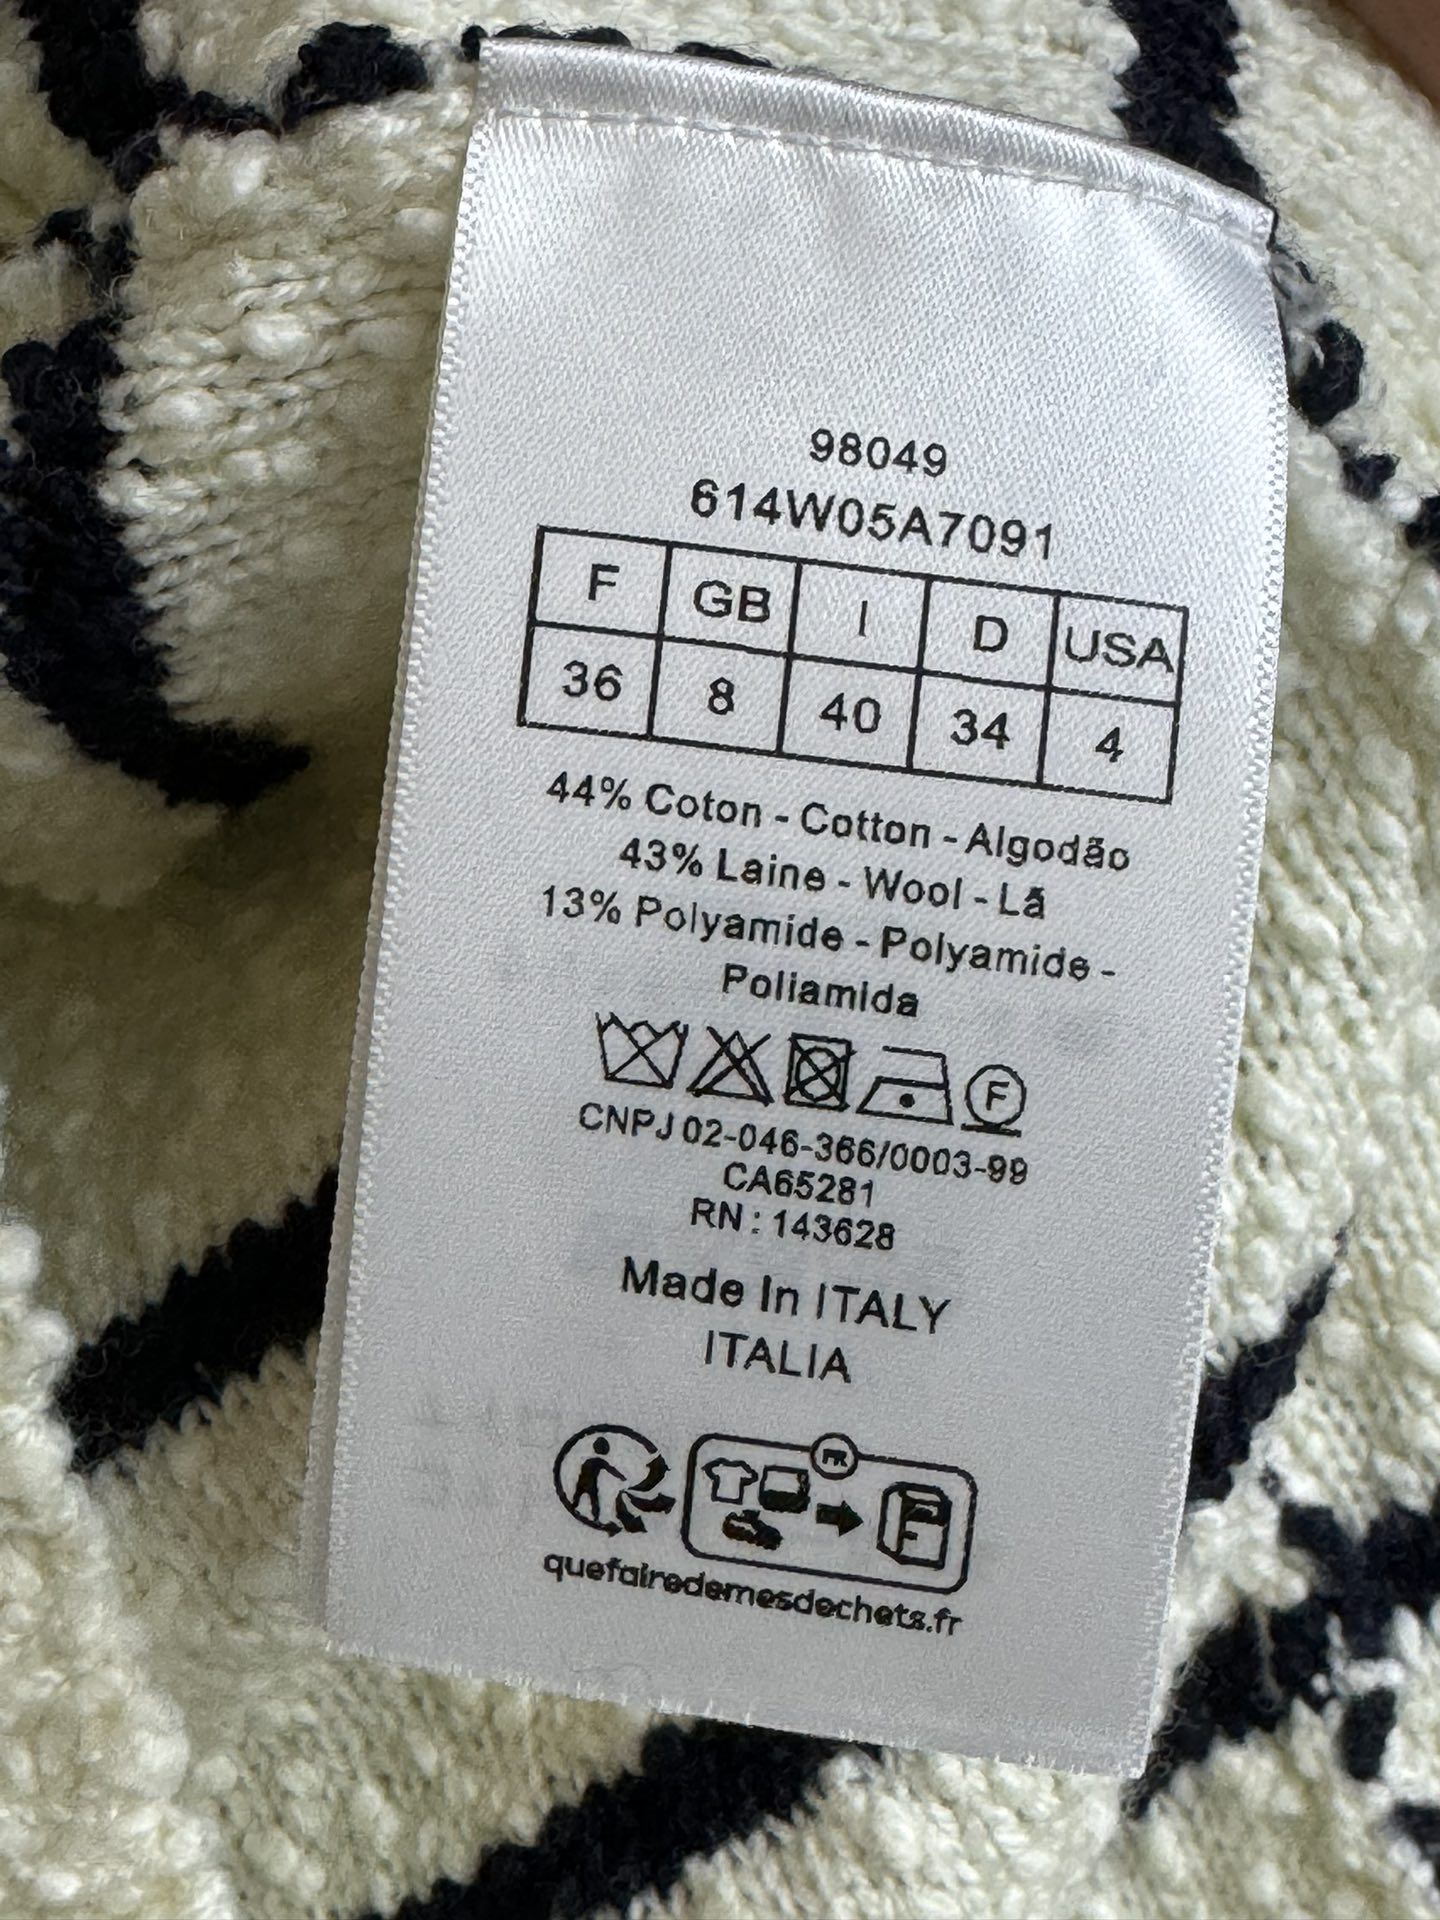 98049
614W05A7091
F GB I D USA
36 8 40 34 4
44% Coton - Cotton - Algodão
43% Laine - Wool - Lã
13% Polyamide - Polyamide -
Poliamida
F
CNPJ 02-046-366/0003-99
CA65281
RN : 143628
Made In ITALY
ITALIA
FR
quefairedemesdechets.fr